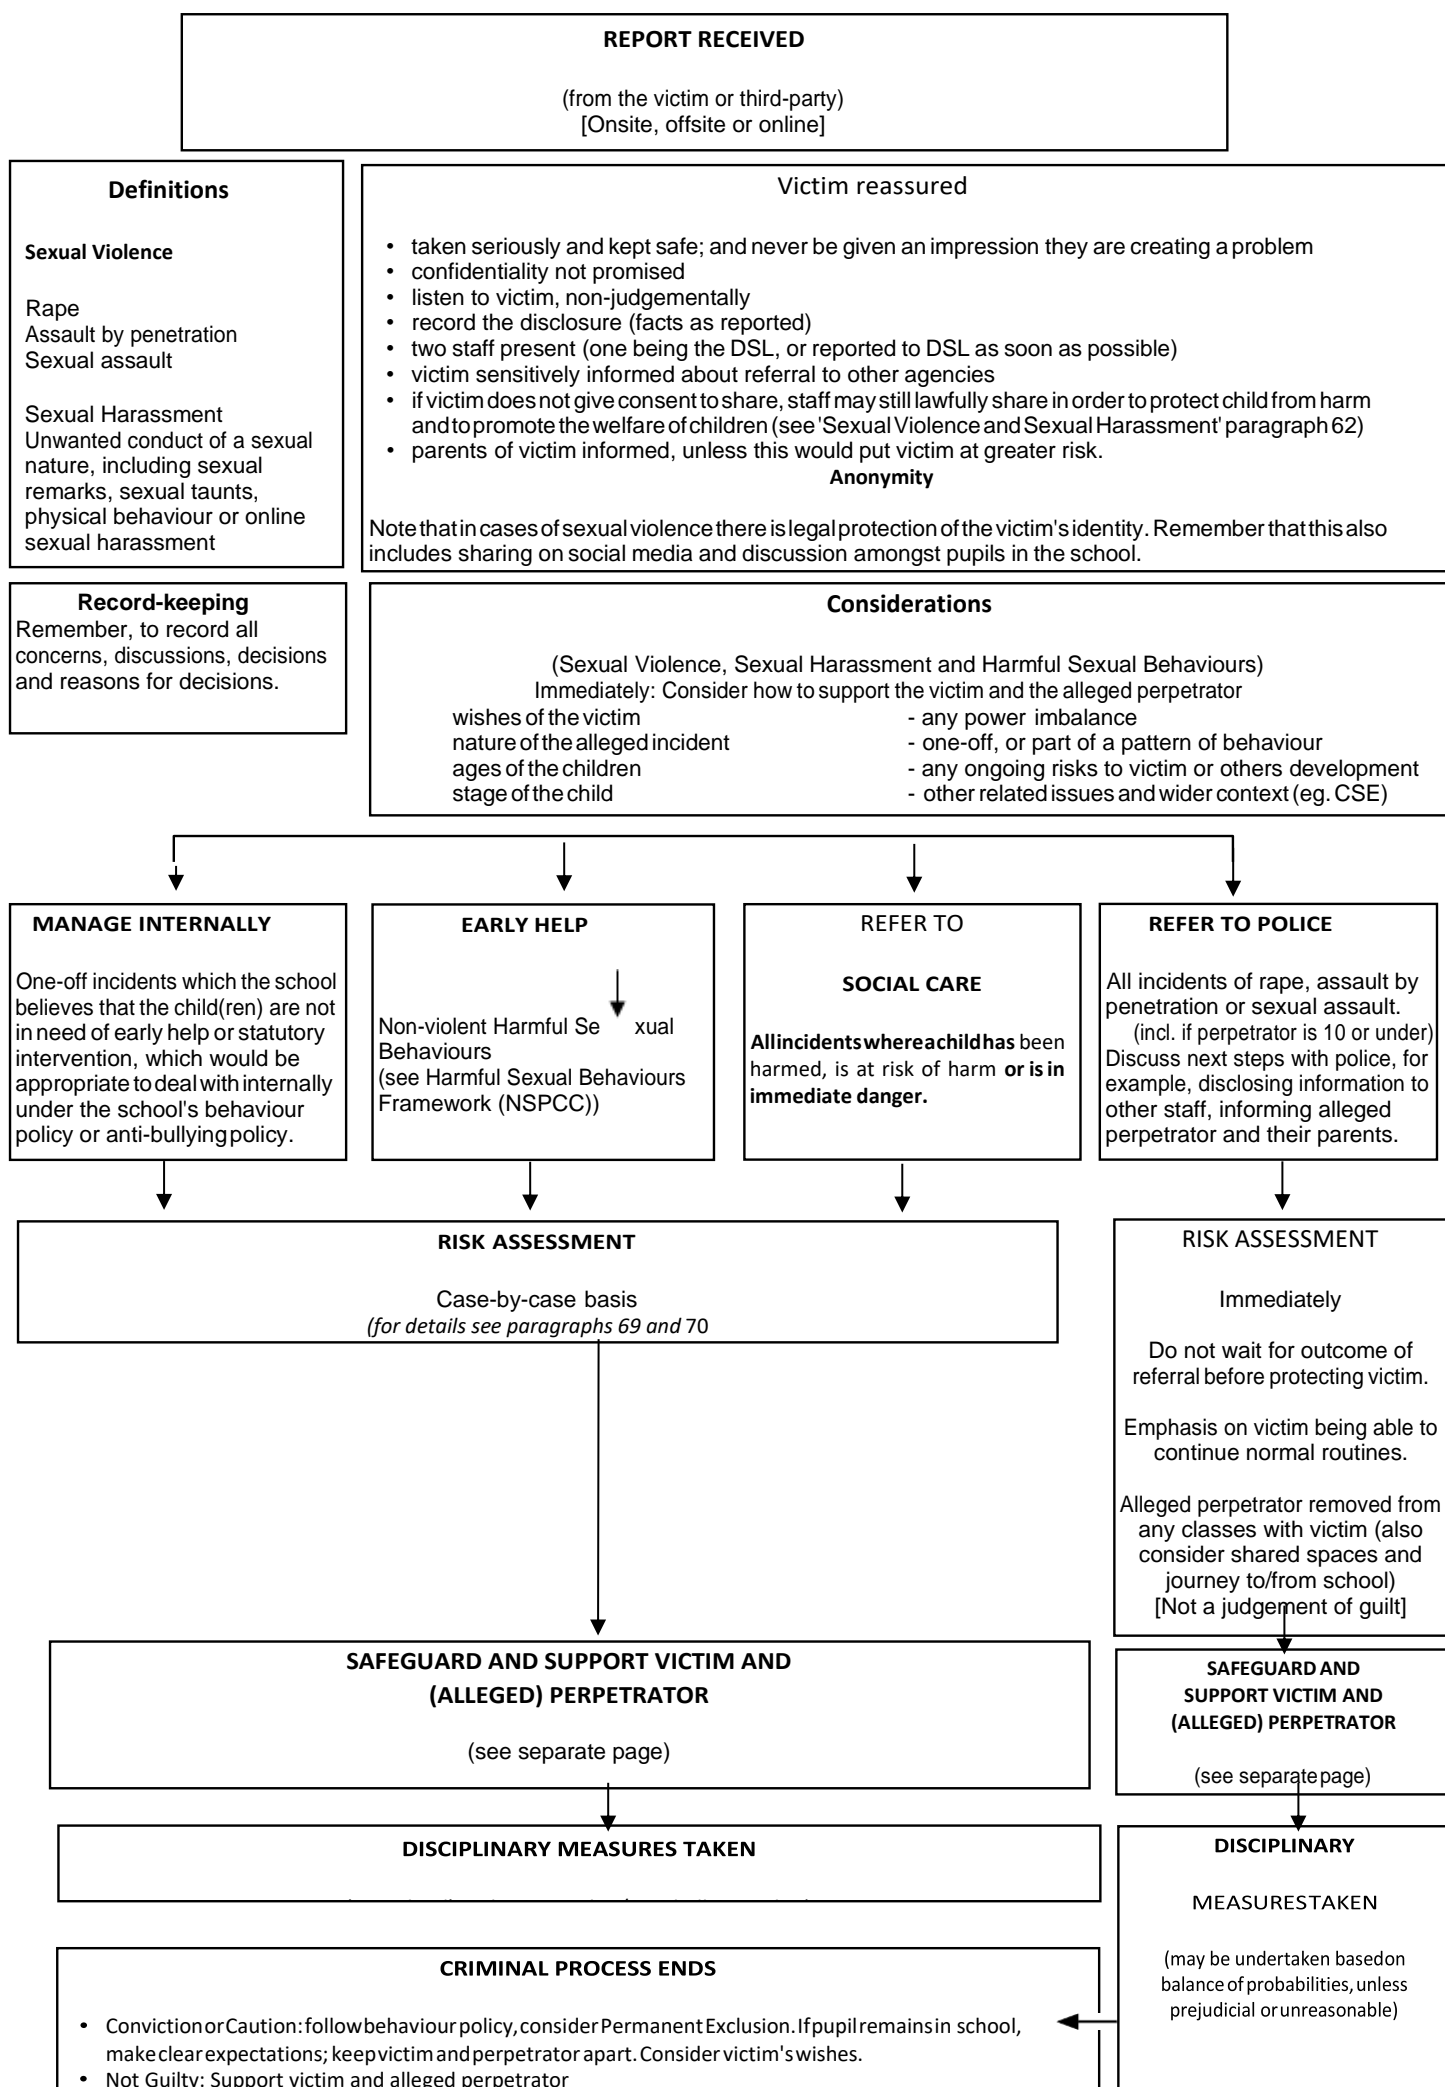 REPORT RECEIVED
(from the victim or third-party)
[Onsite, offsite or online]
Definitions
Sexual Violence
Rape
Assault by penetration
Sexual assault
Sexual Harassment
Unwanted conduct of a sexual
nature, including sexual
remarks, sexual taunts,
physical behaviour or online
sexual harassment
Victim reassured
• taken seriously and kept safe; and never be given an impression they are creating a problem
• confidentiality not promised
• listen to victim, non-judgementally
• record the disclosure (facts as reported)
• two staff present (one being the DSL, or reported to DSL as soon as possible)
• victim sensitively informed about referral to other agencies
• if victim does not give consent to share, staff may still lawfully share in order to protect child from harm
and to promote the welfare of children (see 'Sexual Violence and Sexual Harassment' paragraph 62)
• parents of victim informed, unless this would put victim at greater risk.
Anonymity
Note that in cases of sexual violence there is legal protection of the victim's identity. Remember that this also
includes sharing on social media and discussion amongst pupils in the school.
Record-keeping
Remember, to record all
concerns, discussions, decisions
and reasons for decisions.
Considerations
(Sexual Violence, Sexual Harassment and Harmful Sexual Behaviours)
Immediately: Consider how to support the victim and the alleged perpetrator
wishes of the victim - any power imbalance
nature of the alleged incident - one-off, or part of a pattern of behaviour
ages of the children - any ongoing risks to victim or others development
stage of the child - other related issues and wider context (eg. CSE)
MANAGE INTERNALLY
One-off incidents which the school
believes that the child(ren) are not
in need of early help or statutory
intervention, which would be
appropriate to deal with internally
under the school's behaviour
policy or anti-bullying policy.
EARLY HELP
Non-violent Harmful Se xual
Behaviours
(see Harmful Sexual Behaviours
Framework (NSPCC))
REFER TO
SOCIAL CARE
All incidents where a child has been
harmed, is at risk of harm or is in
immediate danger.
REFER TO POLICE
All incidents of rape, assault by
penetration or sexual assault.
(incl. if perpetrator is 10 or under)
Discuss next steps with police, for
example, disclosing information to
other staff, informing alleged
perpetrator and their parents.
RISK ASSESSMENT
Case-by-case basis
(for details see paragraphs 69 and 70
RISK ASSESSMENT
Immediately
Do not wait for outcome of
referral before protecting victim.
Emphasis on victim being able to
continue normal routines.
Alleged perpetrator removed from
any classes with victim (also
consider shared spaces and
journey to/from school)
[Not a judgement of guilt]
SAFEGUARD AND SUPPORT VICTIM AND
(ALLEGED) PERPETRATOR
(see separate page)
SAFEGUARD AND
SUPPORT VICTIM AND
(ALLEGED) PERPETRATOR
(see separate page)
DISCIPLINARY MEASURES TAKEN
DISCIPLINARY
MEASURES TAKEN
(may be undertaken based on
balance of probabilities, unless
prejudicial or unreasonable)
CRIMINAL PROCESS ENDS
• Conviction or Caution: follow behaviour policy, consider Permanent Exclusion. If pupil remains in school,
make clear expectations; keep victim and perpetrator apart. Consider victim's wishes.
• Not Guilty: Support victim and alleged perpetrator